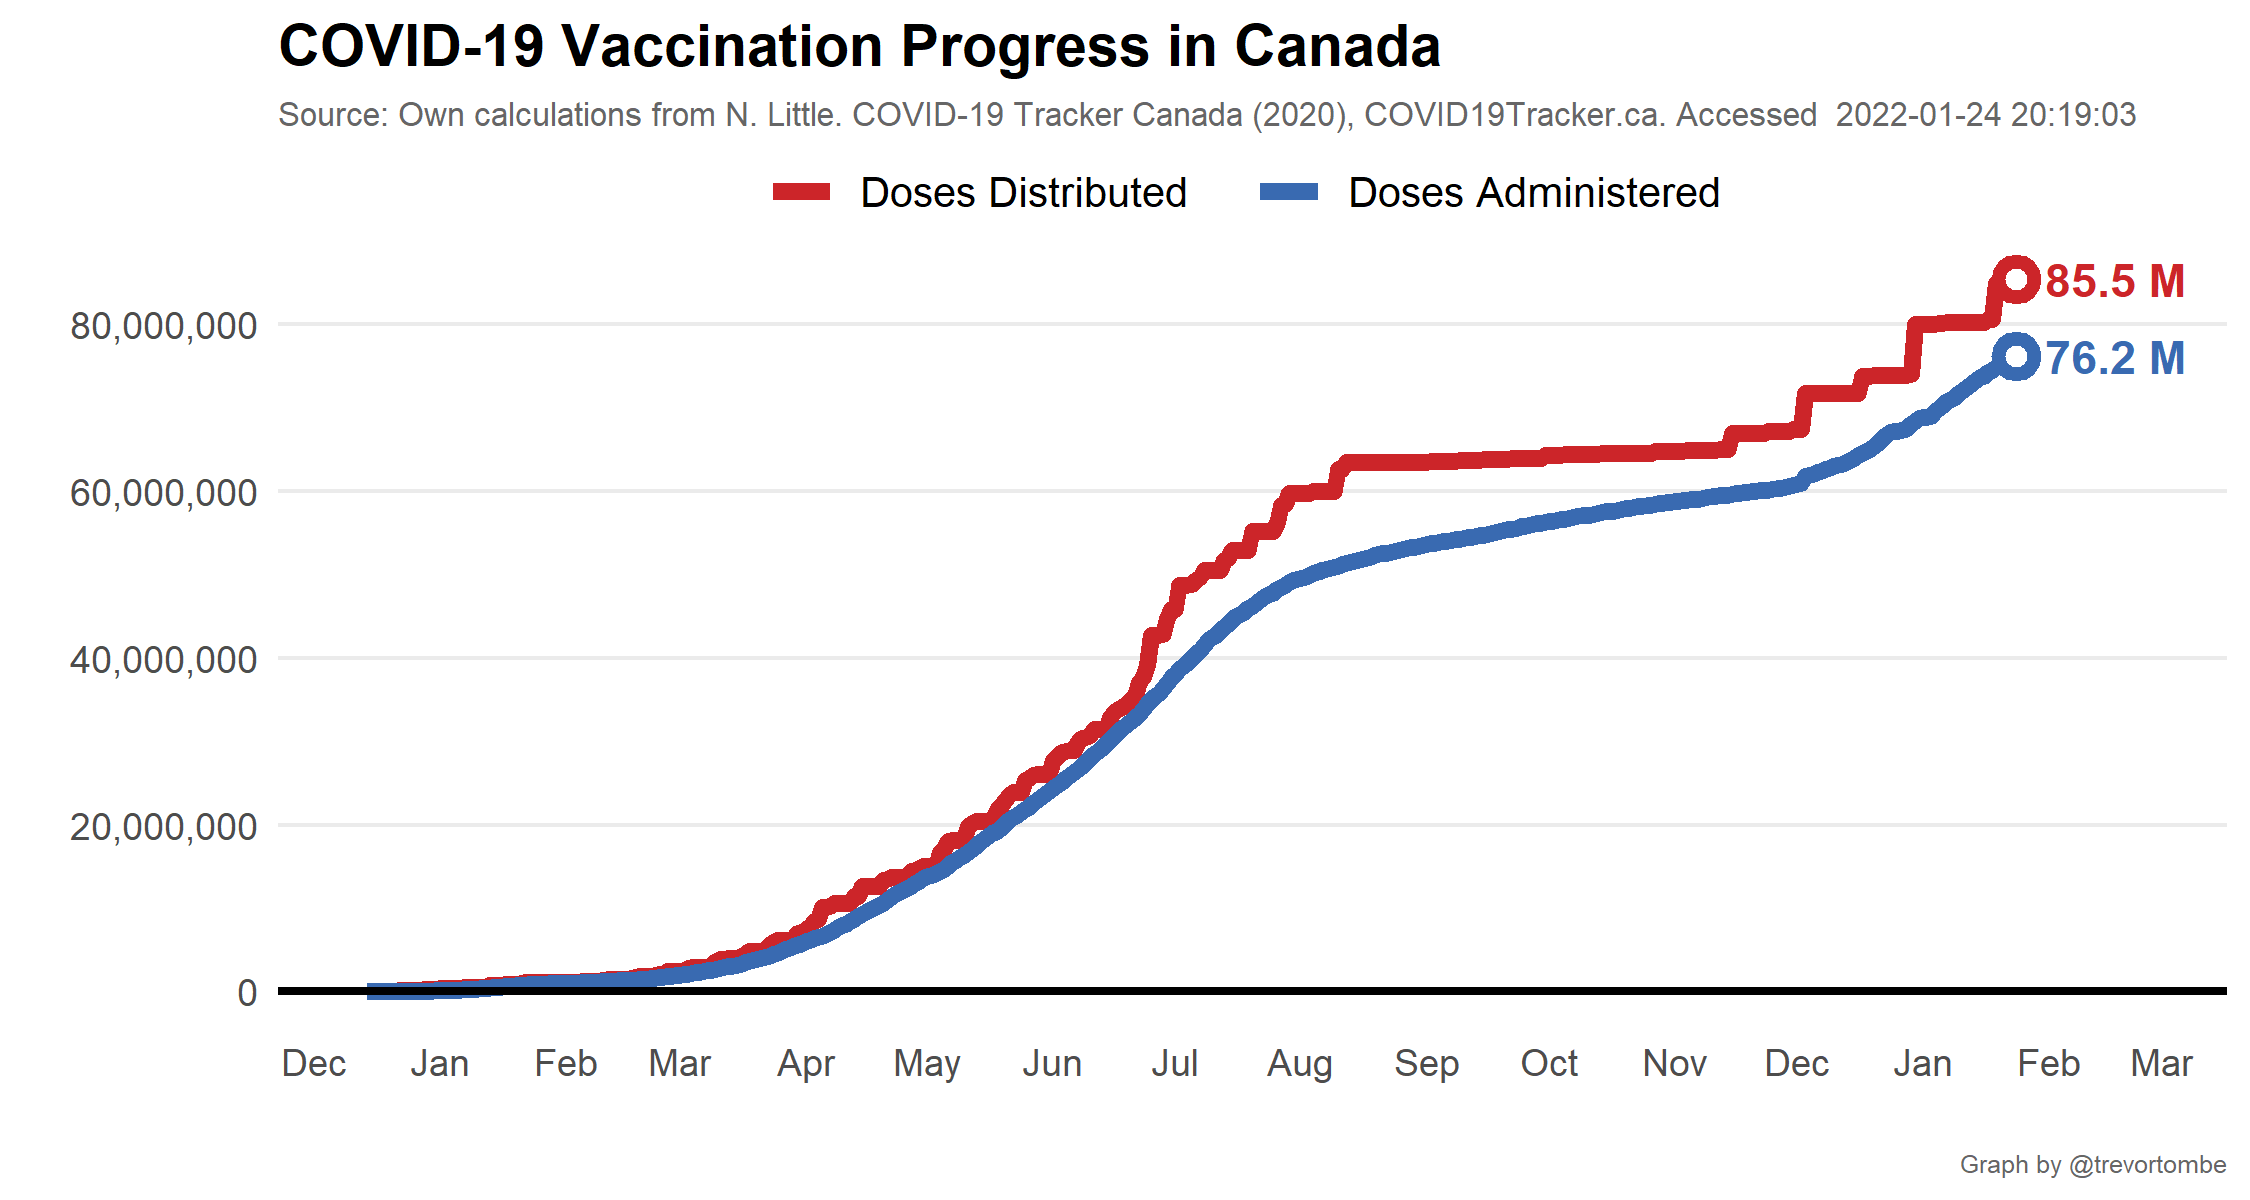 COVID-19 Vaccination Progress in Canada
Source: Own calculations from N. Little. COVID-19 Tracker Canada (2020), COVID19Tracker.ca. Accessed  2022-01-24 20:19:03
Doses Distributed Doses Administered
85.5 M
76.2 M
80,000,000
60,000,000
40,000,000
20,000,000
0
Dec Jan Feb Mar Apr May Jun Jul Aug Sep Oct Nov Dec Jan Feb Mar
Graph by @trevortombe